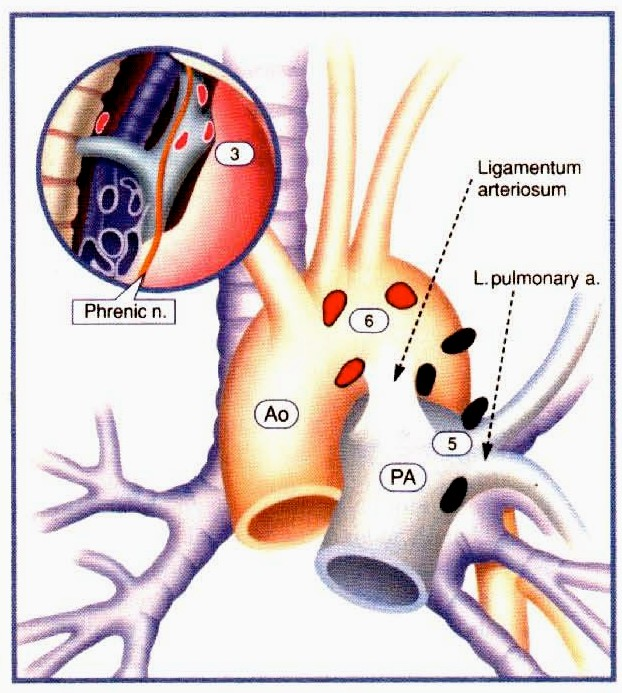 3
Phrenic n.
Ligamentum
arteriosum
L. pulmonary a.
6
Ao
5
PA